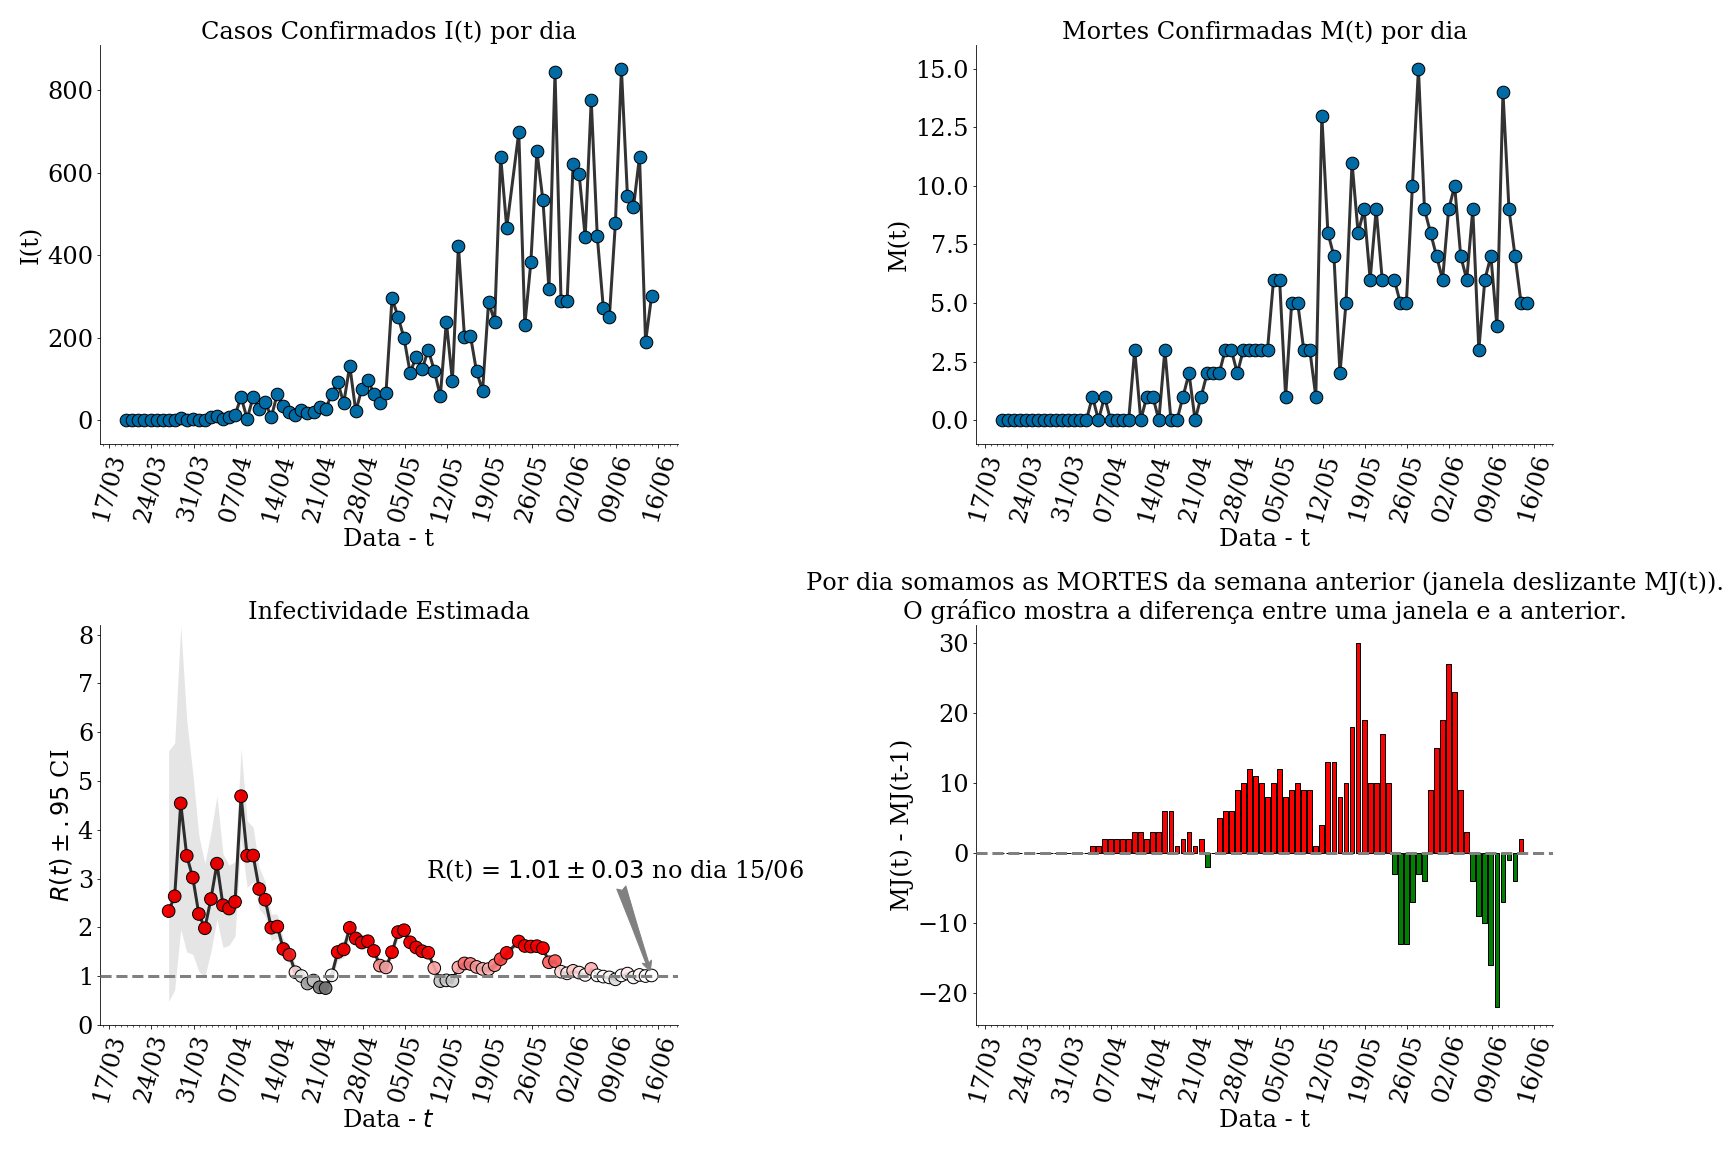 Casos Confirmados I(t) por dia
I(t)
800
600
400
200
0
17/03 24/03 31/03 07/04 14/04 21/04 28/04 05/05 12/05 19/05 26/05 02/06 09/06 16/06
Data - t
Mortes Confirmadas M(t) por dia
M(t)
15.0
12.5
10.0
7.5
5.0
2.5
0.0
17/03 24/03 31/03 07/04 14/04 21/04 28/04 05/05 12/05 19/05 26/05 02/06 09/06 16/06
Data - t
Infectividade Estimada
R(t) ± .95 CI
8
7
6
5
4
3
2
1
0
R(t) = 1.01 ± 0.03 no dia 15/06
17/03 24/03 31/03 07/04 14/04 21/04 28/04 05/05 12/05 19/05 26/05 02/06 09/06 16/06
Data - t
Por dia somamos as MORTES da semana anterior (janela deslizante MJ(t)).
O gráfico mostra a diferença entre uma janela e a anterior.
MJ(t) - MJ(t-1)
30
20
10
0
−10
−20
17/03 24/03 31/03 07/04 14/04 21/04 28/04 05/05 12/05 19/05 26/05 02/06 09/06 16/06
Data - t